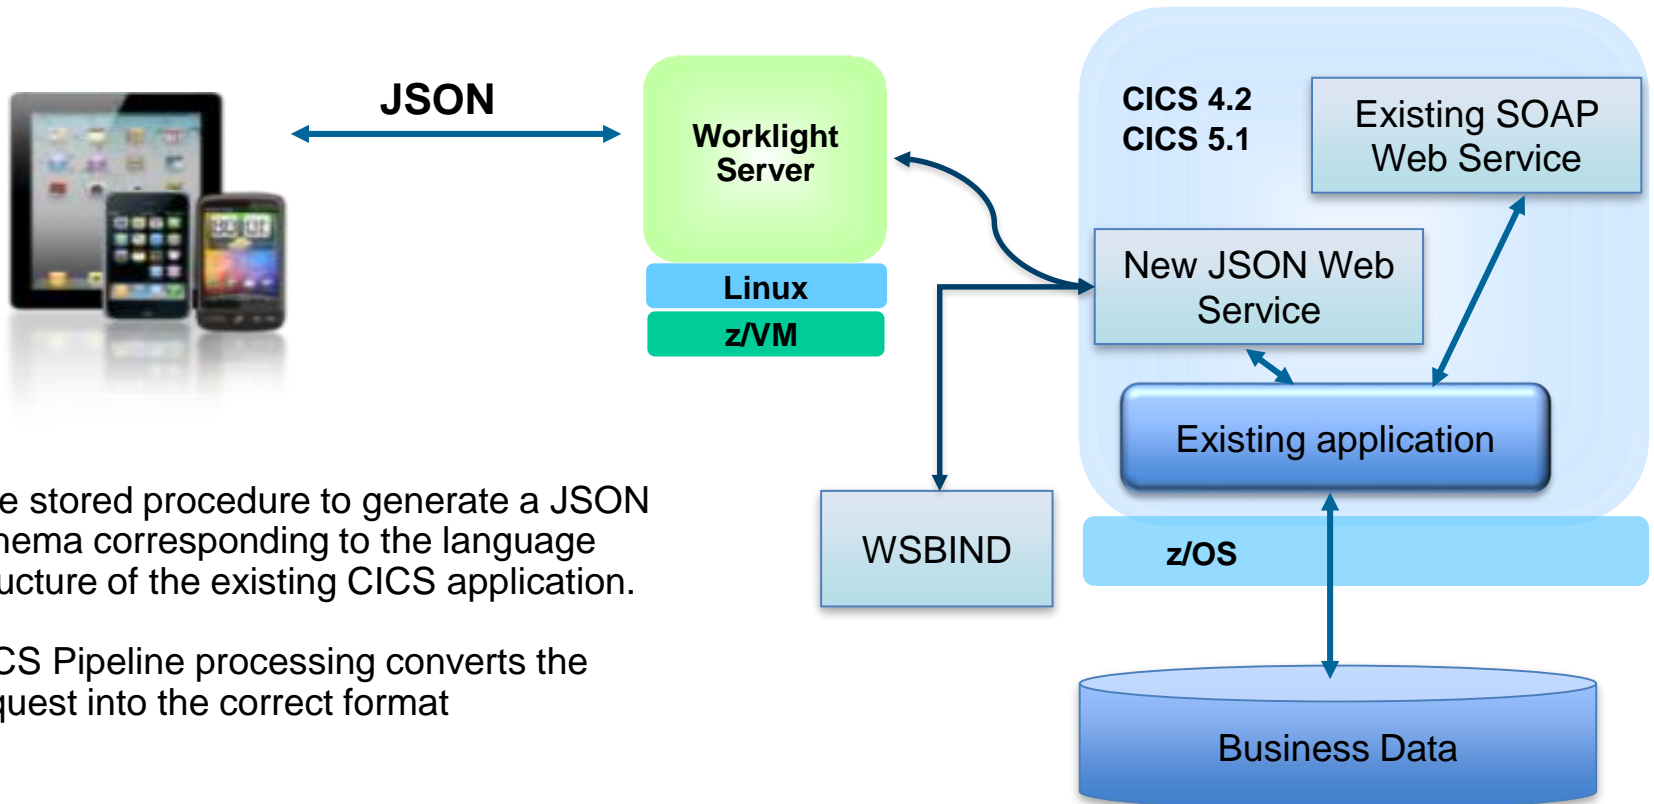 JSON
Worklight
Server
Linux
z/VM
CICS 4.2
CICS 5.1
Existing SOAP
Web Service
New JSON Web
Service
Existing application
z/OS
WSBIND
Business Data
e stored procedure to generate a JSON
nema corresponding to the language
ucture of the existing CICS application.
CS Pipeline processing converts the
quest into the correct format